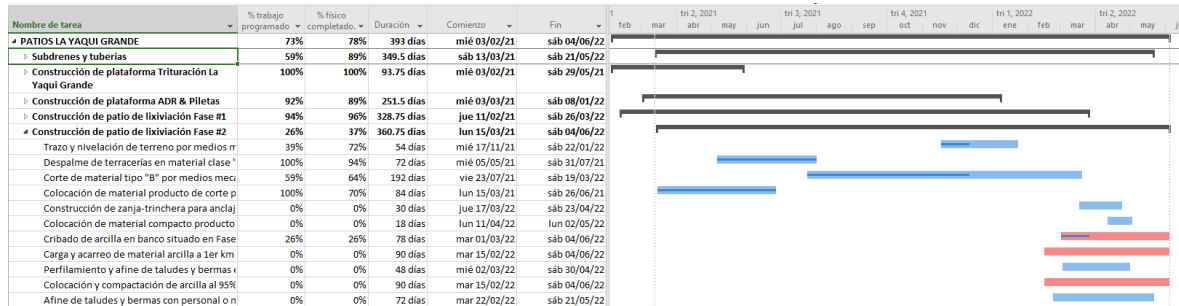 1 tri 2, 2021 tri 3, 2021 tri 4, 2021 tri 1, 2022 tri 2, 2022
Nombre de tarea % trabajo programado % físico completado. Duración Comienzo Fin feb mar abr may jun jul ago sep oct nov dic ene feb mar abr may
PATIOS LA YAQUI GRANDE 73% 78% 393 días mié 03/02/21 sáb 04/06/22
Subdrenes y tuberías 59% 89% 349.5 días sáb 13/03/21 sáb 21/05/22
Construcción de plataforma Trituración La 100% 100% 93.75 días mié 03/02/21 sáb 29/05/21
Yaqui Grande
Construcción de plataforma ADR & Piletas 92% 89% 251.5 días mié 03/03/21 sáb 08/01/22
Construcción de patio de lixiviación Fase #1 94% 96% 328.75 días jue 11/02/21 sáb 26/03/22
Construcción de patio de lixiviación Fase #2 26% 37% 360.75 días lun 15/03/21 sáb 04/06/22
Trazo y nivelación de terreno por medios m 39% 72% 54 días mié 17/11/21 sáb 22/01/22
Despalme de terracerías en material clase " 100% 94% 72 días mié 05/05/21 sáb 31/07/21
Corte de material tipo "B" por medios meca 59% 64% 192 días vie 23/07/21 sáb 19/03/22
Colocación de material producto de corte p 100% 70% 84 días lun 15/03/21 sáb 26/06/21
Construcción de zanja-trinchera para anclaj 0% 0% 30 días jue 17/03/22 sáb 23/04/22
Colocación de material compacto producto 0% 0% 18 días lun 11/04/22 lun 02/05/22
Cribado de arcilla en banco situado en Fase 26% 26% 78 días mar 01/03/22 sáb 04/06/22
Carga y acarreo de material arcilla a 1er km 0% 0% 90 días mar 15/02/22 sáb 04/06/22
Perfilamiento y afine de taludes y bermas 0% 0% 48 días mié 02/03/22 sáb 30/04/22
Colocación y compactación de arcilla al 95% 0% 0% 90 días mar 15/02/22 sáb 04/06/22
Afine de taludes y bermas con personal o n 0% 0% 72 días mar 22/02/22 sáb 21/05/22